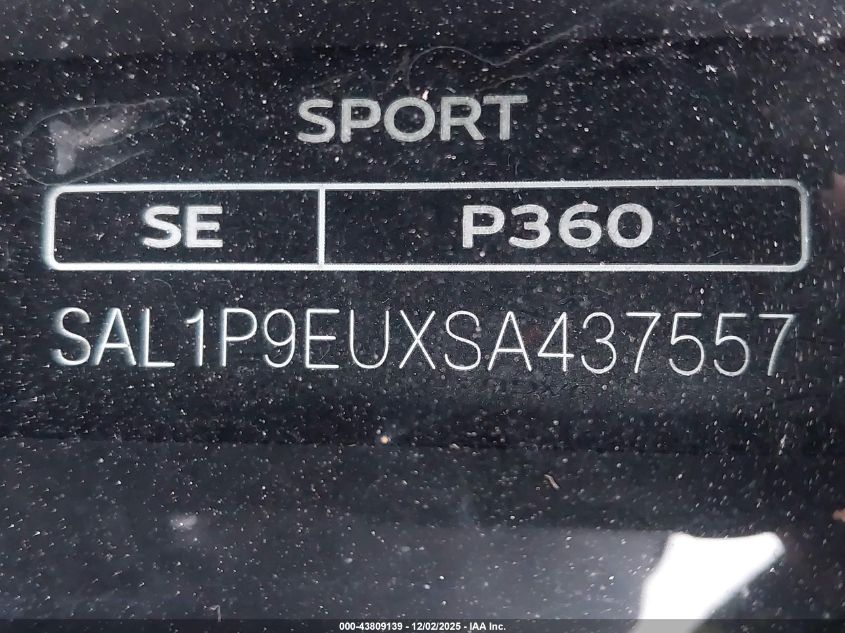 SPORT
SE P360
SAL1P9EUXSA437557
000-43809139 - 12/02/2025 - IAA Inc.